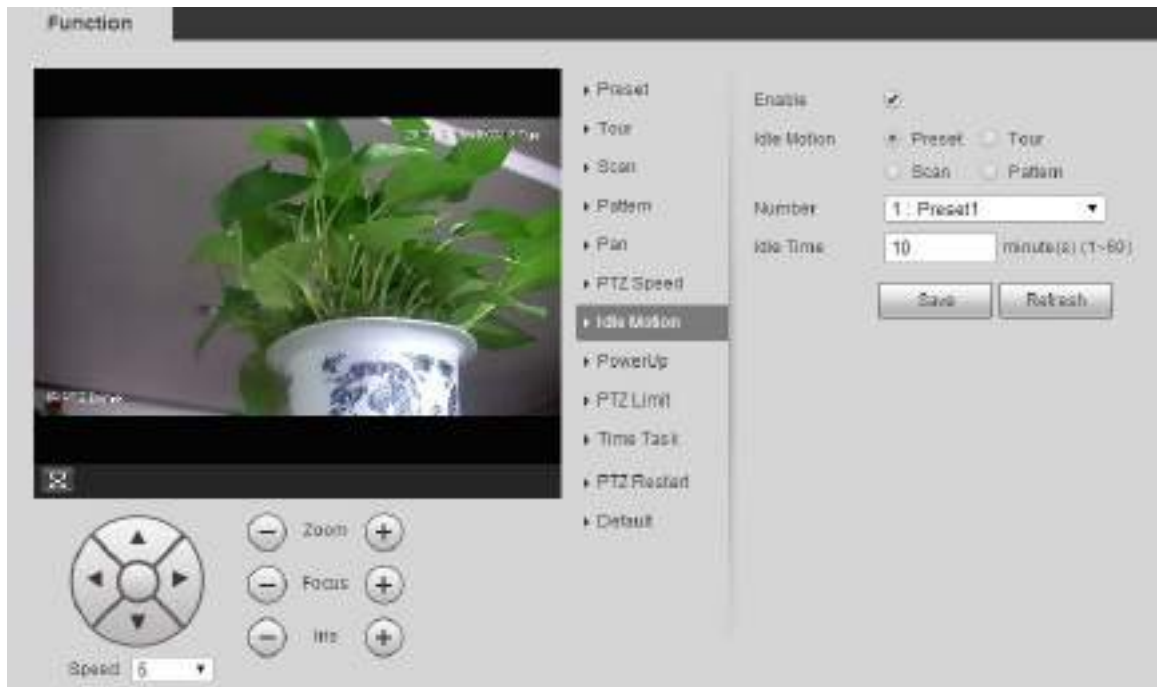 Function
Preset
Tour
Scan
Pattern
Pan
PTZ Speed
Idle Motion
PowerUp
PTZ Limit
Time Task
PTZ Restart
Default
Enable
Idle Motion Preset Tour
Scan Pattern
Number 1 : Preset1
Idle Time 10 minute(s) (1~60)
Save Refresh
Zoom
Focus
Iris
Speed